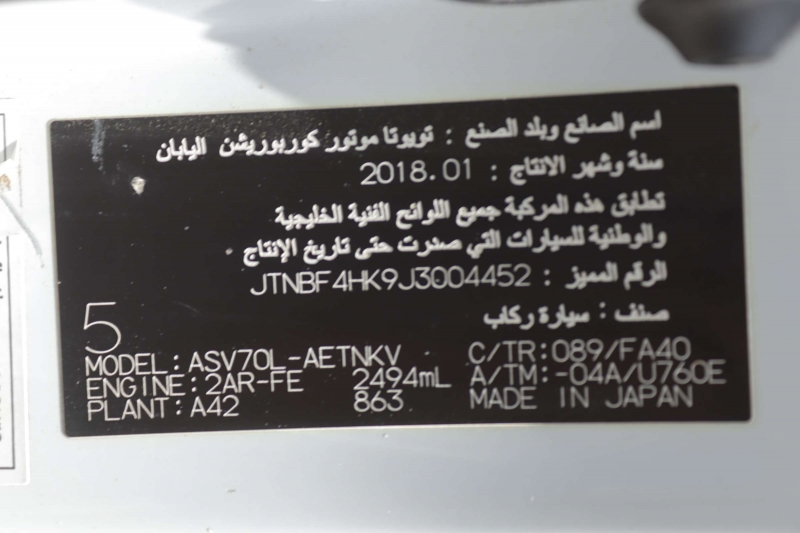 اسم الصانع وبلد الصنع : تويوتا موتور كوربوريشن اليابان
سنة وشهر الانتاج : 2018.01
تطابق هذه المركبة جميع اللوائح الفنية الخليجية
والوطنية للسيارات التي صدرت حتى تاريخ الإنتاج .
الرقم المميز : JTNBF4HK9J3004452
صنف : سيارة ركاب
5
MODEL:ASV70L-AETNKV C/TR:089/FA40
ENGINE:2AR-FE 2494mL A/TM:-04A/U760E
PLANT:A42 863 MADE IN JAPAN